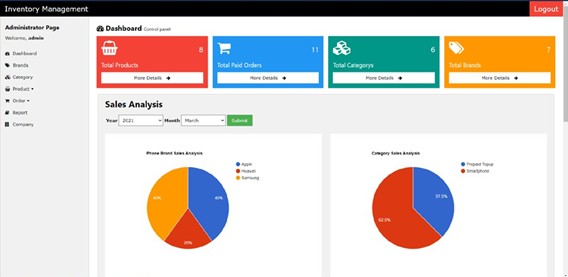 Inventory Management
Logout
Administrator Page
Welcome, admin
Dashboard
Brands
Category
Product
Order
Report
Company
Dashboard Control panel
8
Total Products
More Details
11
Total Paid Orders
More Details
6
Total Categorys
More Details
7
Total Brands
More Details
Sales Analysis
Year 2021 Month March Submit
Phone Brand Sales Analysis
Apple
Huawei
Samsung
40%
40%
20%
Category Sales Analysis
Prepaid Topup
Smartphone
37.5%
62.5%